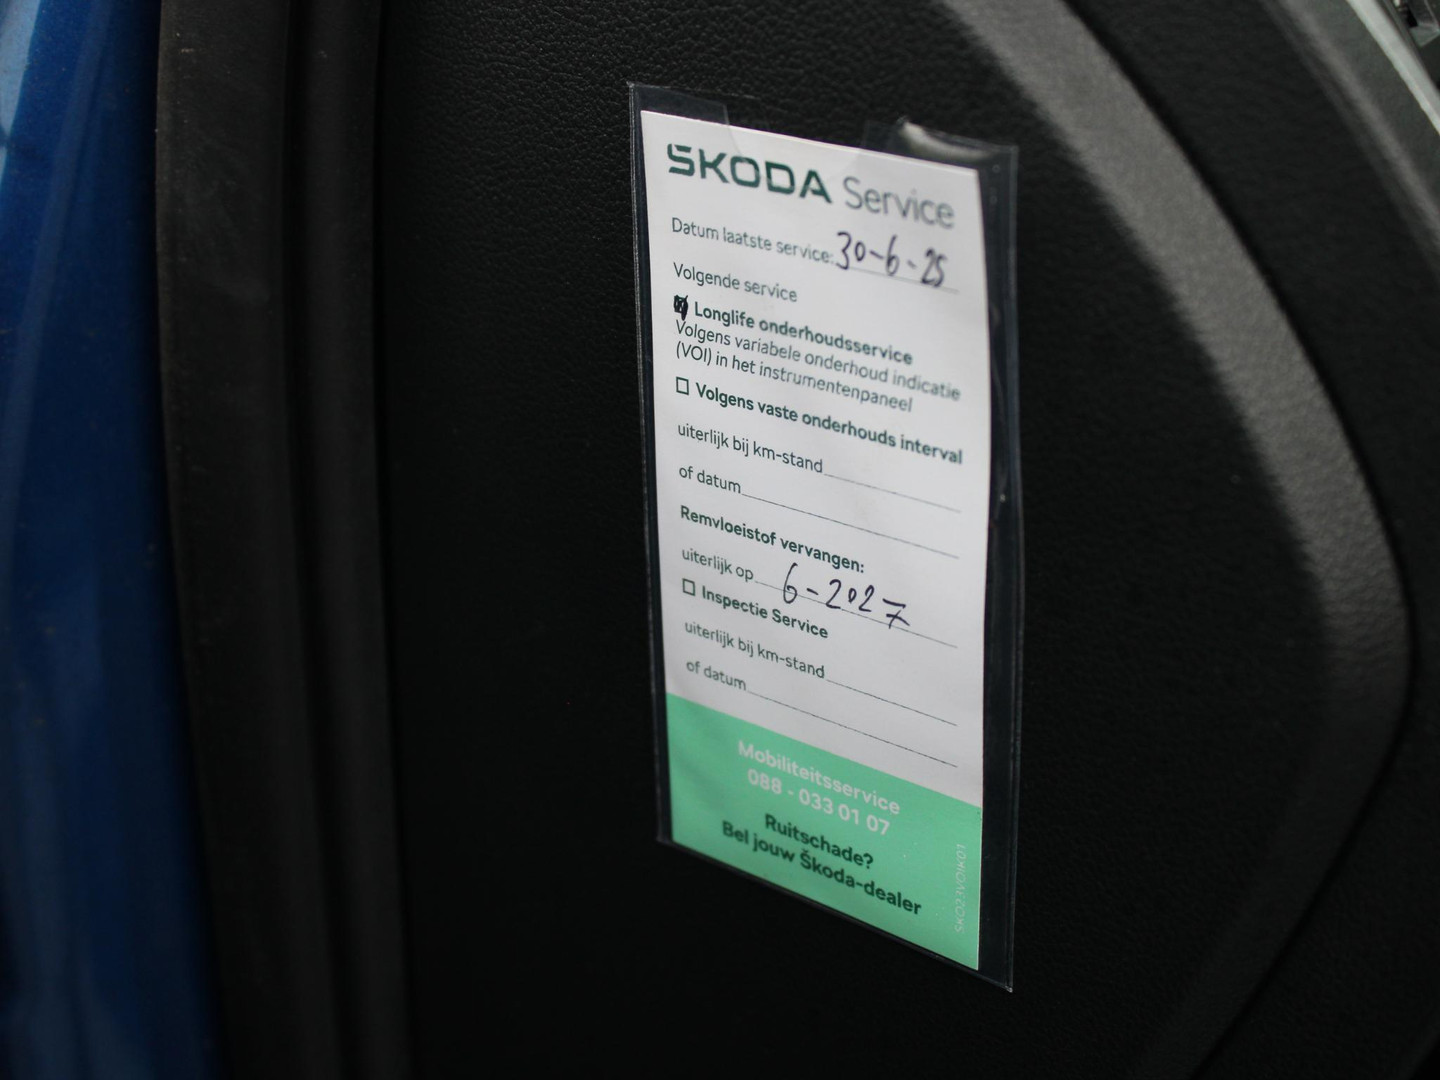 ŠKODA Service
Datum laatste service: 30-6-25
Volgende service
Longlife onderhoudsservice
Volgens variabele onderhoud indicatie
(VOI) in het instrumentenpaneel
Volgens vaste onderhouds interval
uiterlijk bij km-stand
of datum
Remvloeistof vervangen:
uiterlijk op 6-2027
Inspectie Service
uiterlijk bij km-stand
of datum
Mobiliteitsservice
088 - 033 01 07
Ruitschade?
Bel jouw Škoda-dealer
SKO23VOIK01